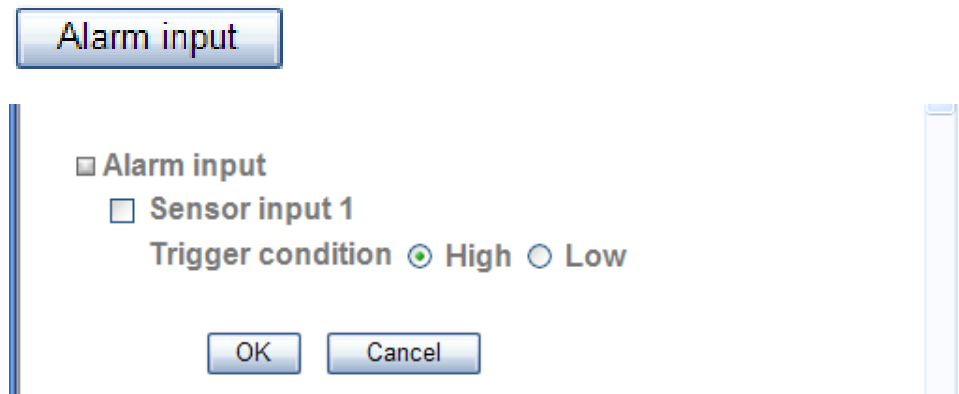 Alarm input
Alarm input
Sensor input 1
Trigger condition High Low
OK Cancel